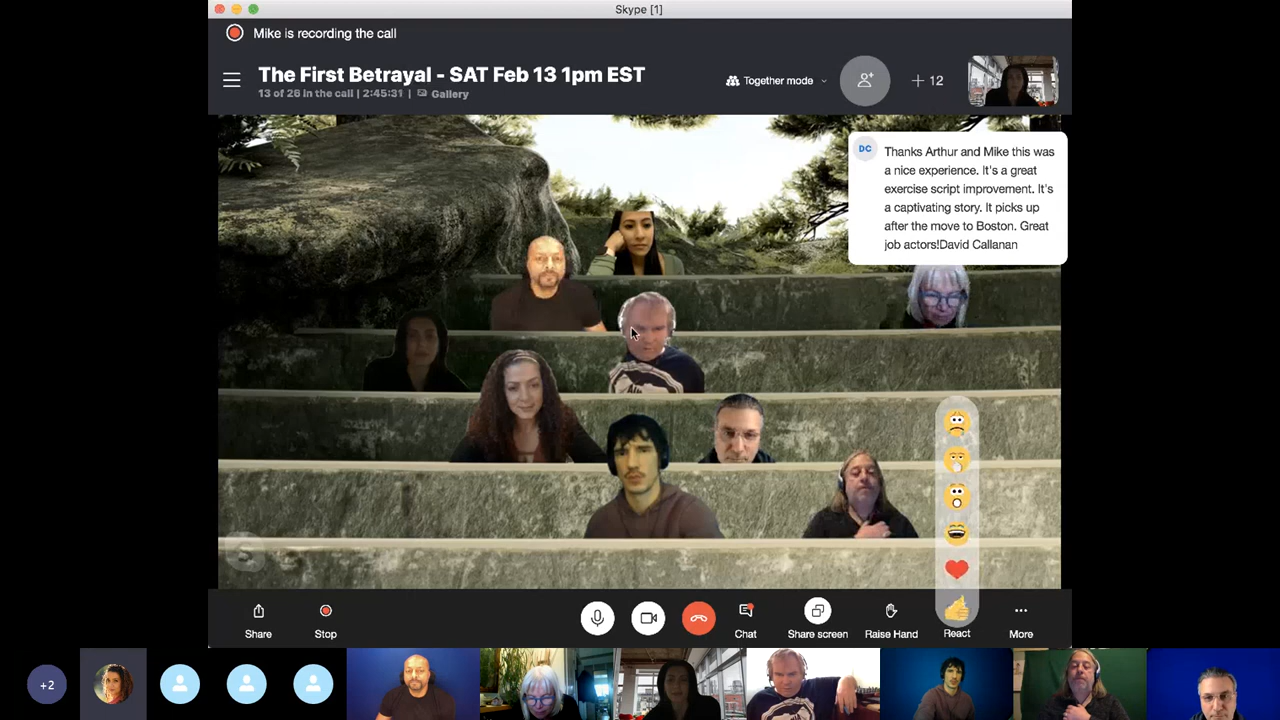 Skype [1]
Mike is recording the call
The First Betrayal - SAT Feb 13 1pm EST
13 of 26 in the call | 2:45:31 | Gallery
Together mode
+ 12
DC
Thanks Arthur and Mike this was
a nice experience. It's a great
exercise script improvement. It's
a captivating story. It picks up
after the move to Boston. Great
job actors!David Callanan
Share
Stop
Chat
Share screen
Raise Hand
React
More
+2